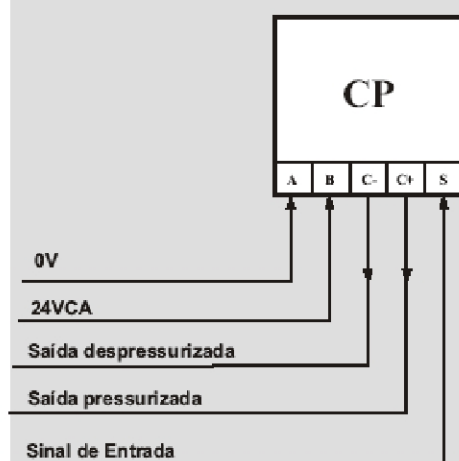 CP
A B C- C+ S
0V
24VCA
Saída despressurizada
Saída pressurizada
Sinal de Entrada